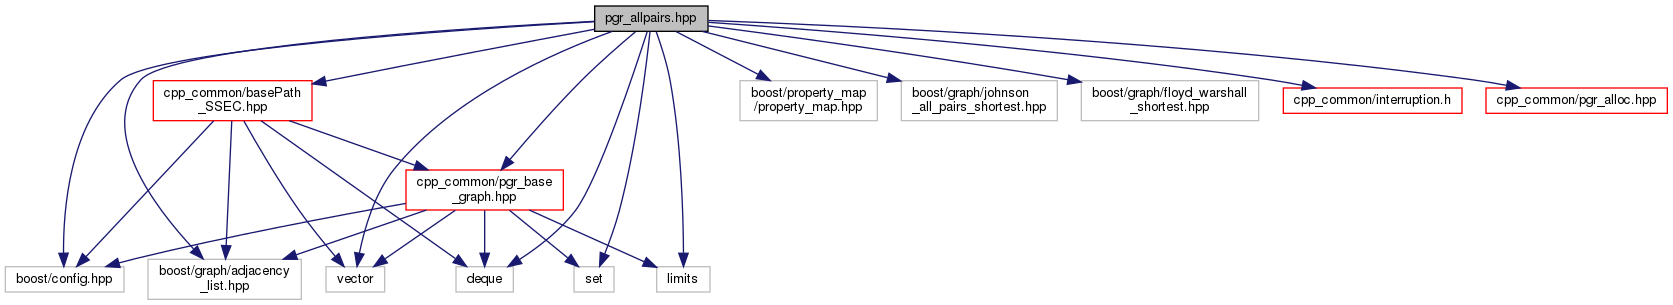 pgr_allpairs.hpp
cpp_common/basePath
_SSEC.hpp
boost/property_map
/property_map.hpp
boost/graph/johnson
_all_pairs_shortest.hpp
boost/graph/floyd_warshall
_shortest.hpp
cpp_common/interruption.h
cpp_common/pgr_alloc.hpp
cpp_common/pgr_base
_graph.hpp
boost/config.hpp
boost/graph/adjacency
_list.hpp
vector
deque
set
limits